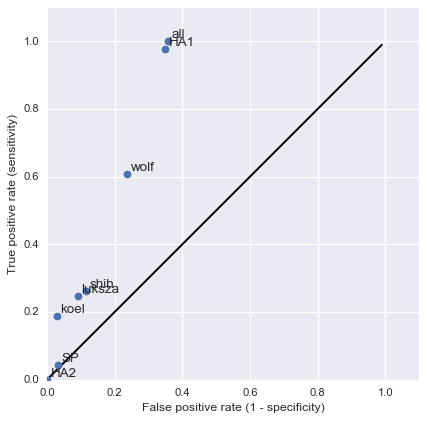 1.0
0.8
0.6
0.4
0.2
0.0
True positive rate (sensitivity)
all
HA1
wolf
shih
luksza
koel
SP
HA2
0.0
0.2
0.4
0.6
0.8
1.0
False positive rate (1 - specificity)